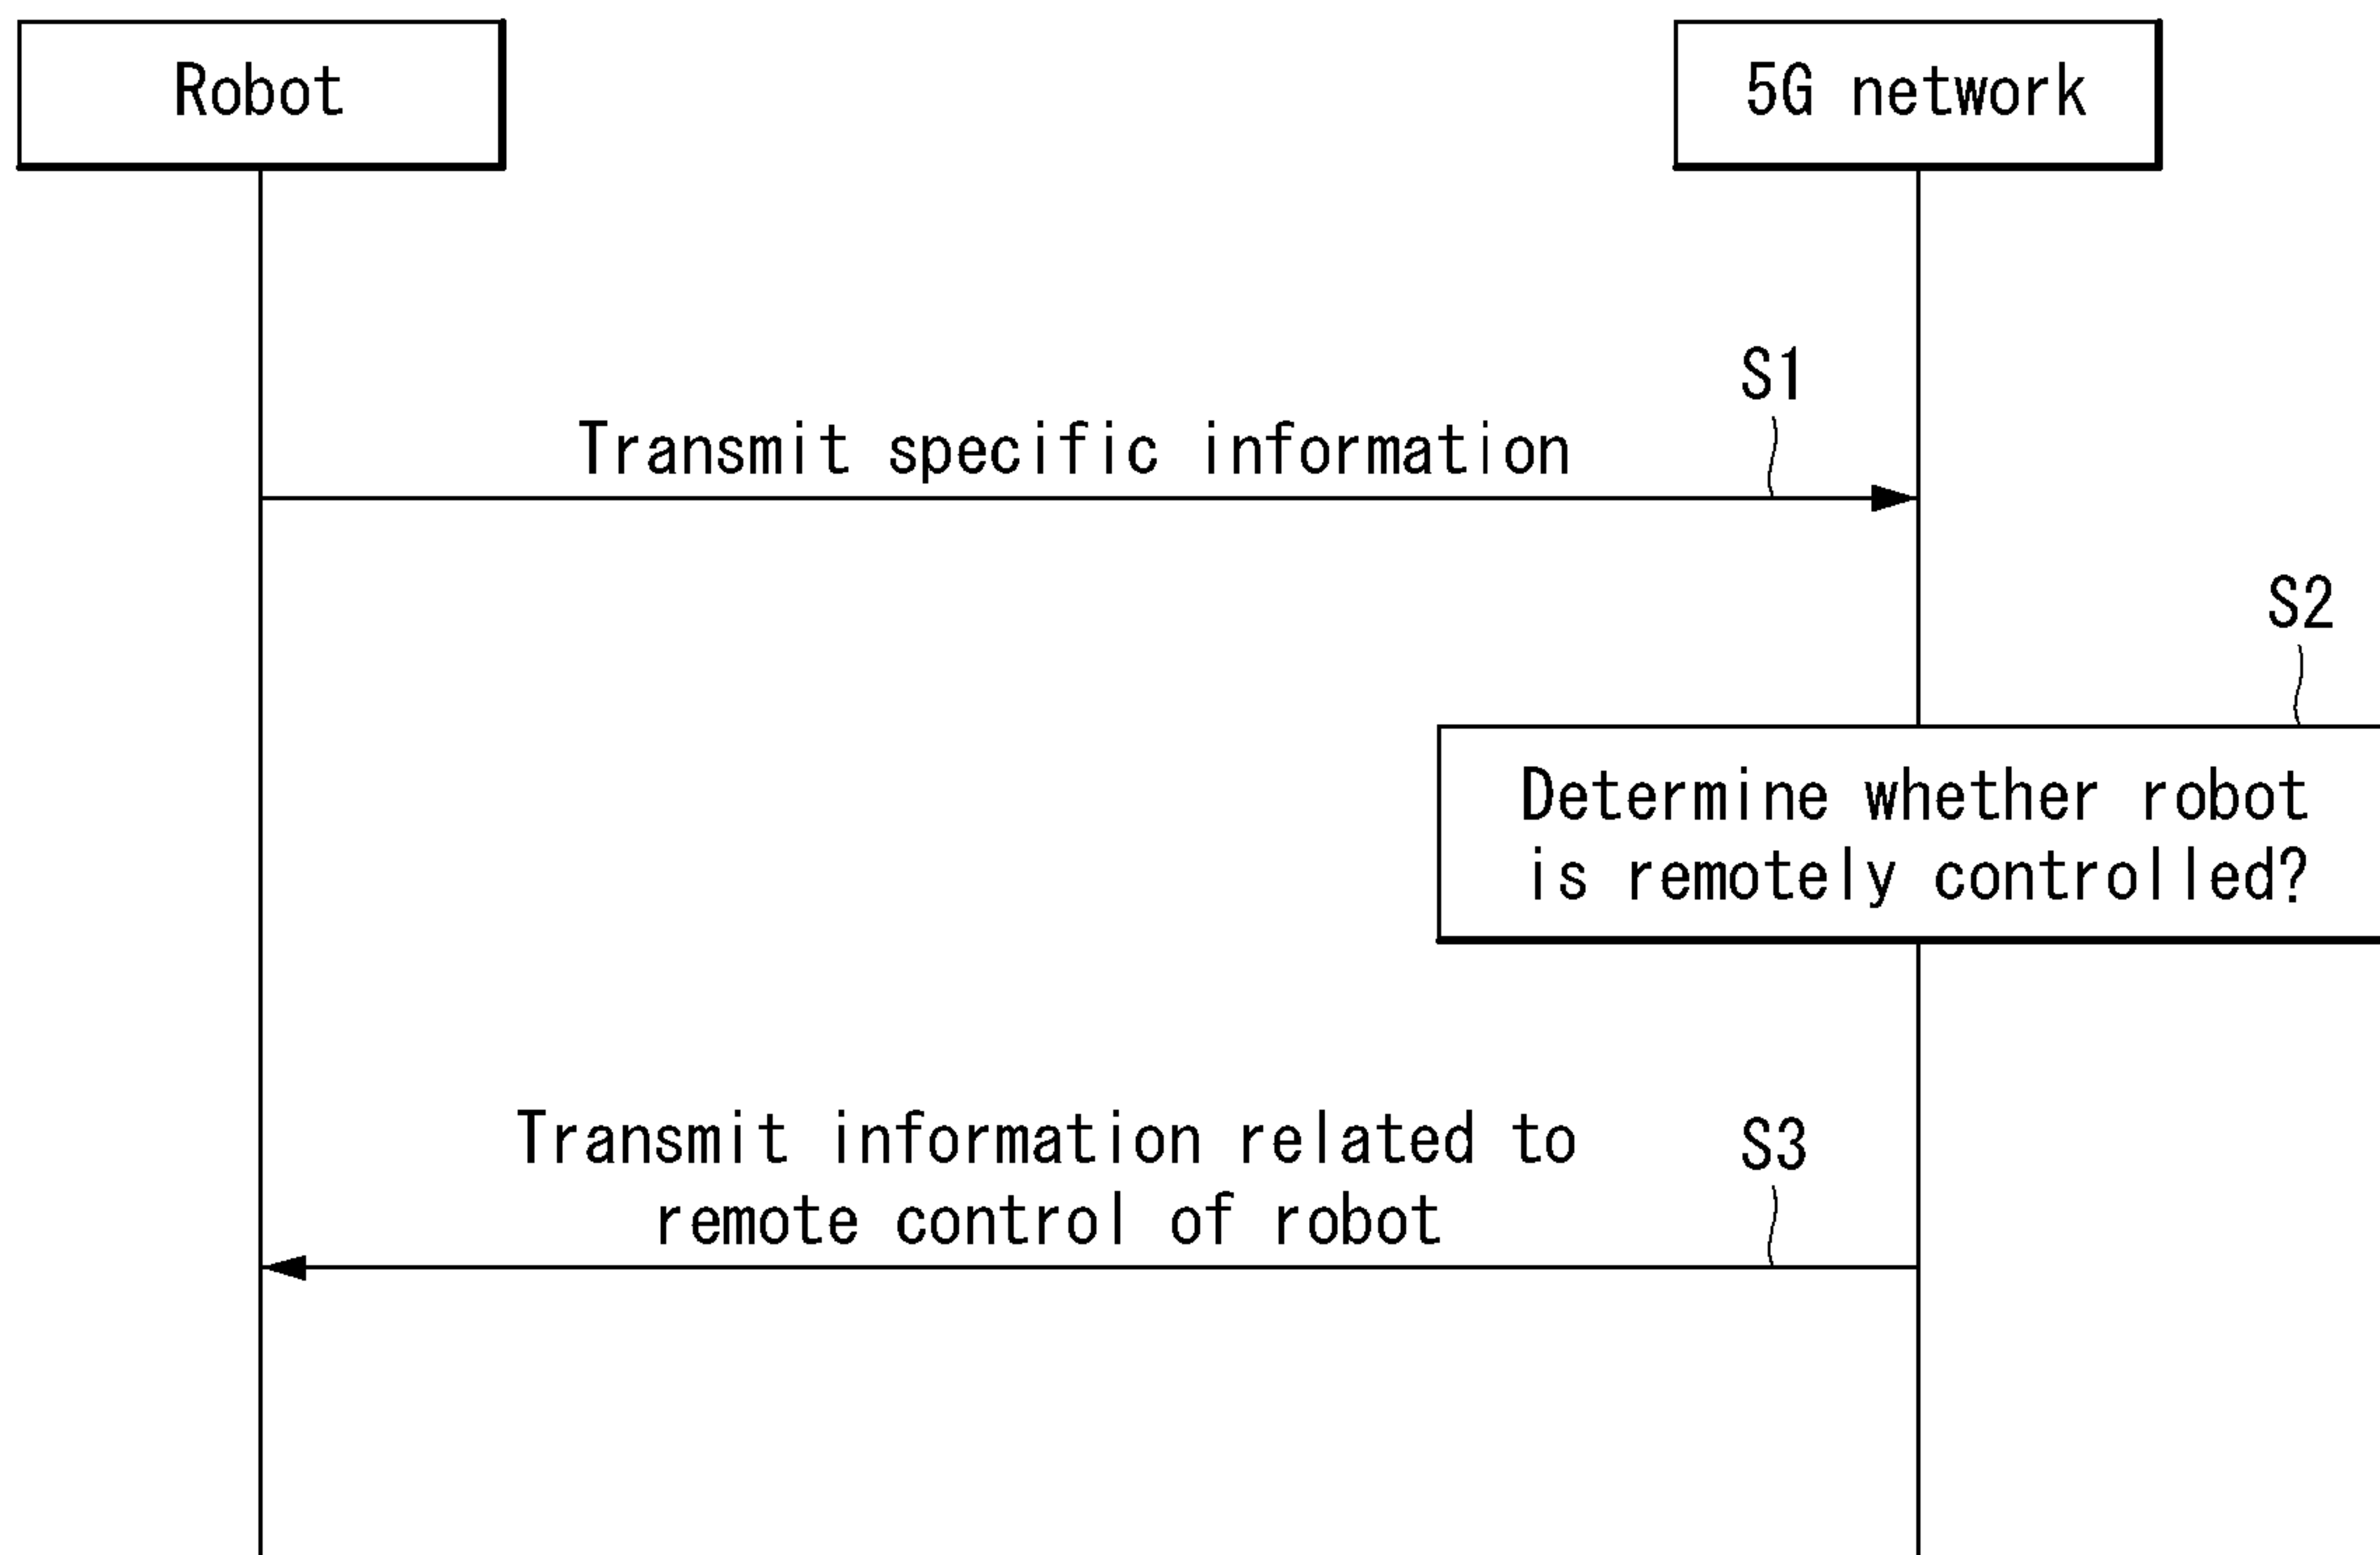 Robot
5G network
S1
Transmit specific information
S2
Determine whether robot
is remotely controlled?
Transmit information related to
S3
remote control of robot